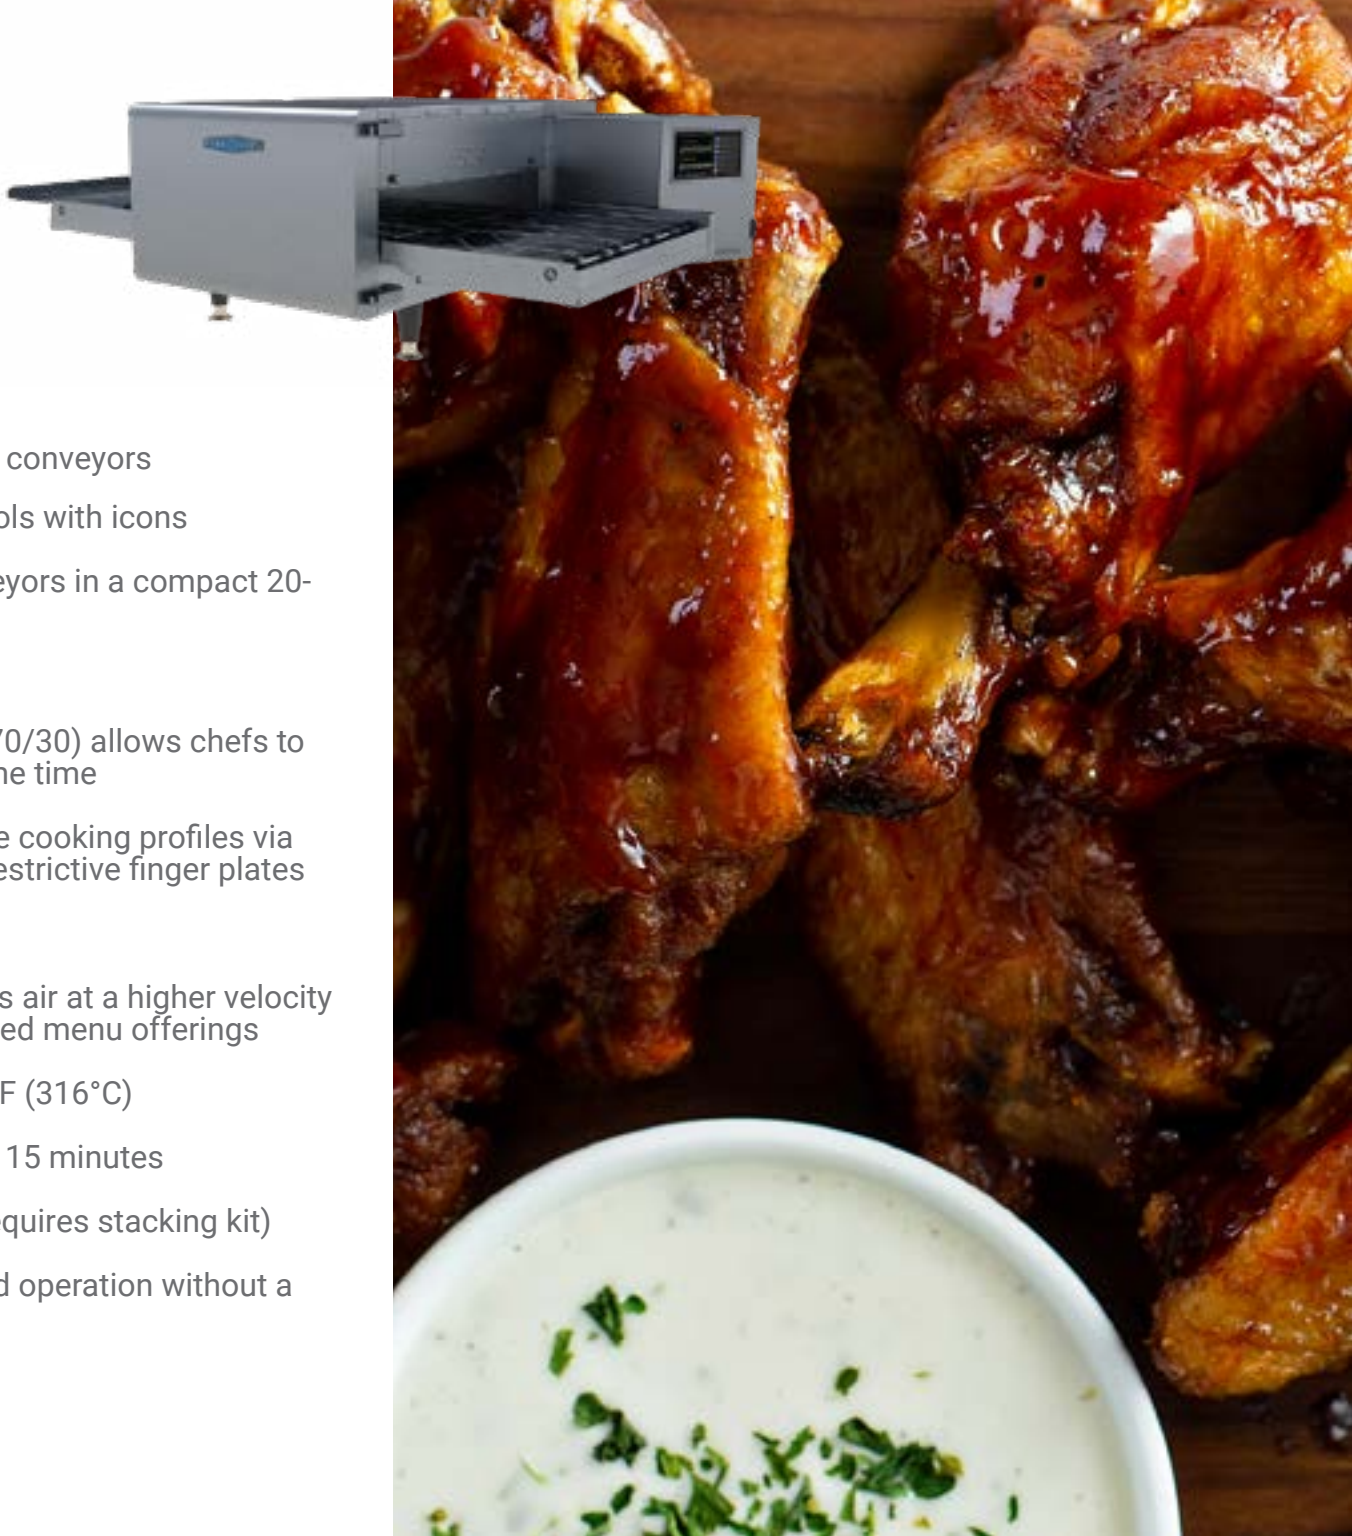 conveyors
ols with icons
eyors in a compact 20-
70/30) allows chefs to
ne time
e cooking profiles via
estrictive finger plates
s air at a higher velocity
ed menu offerings
F (316°C)
15 minutes
equires stacking kit)
d operation without a